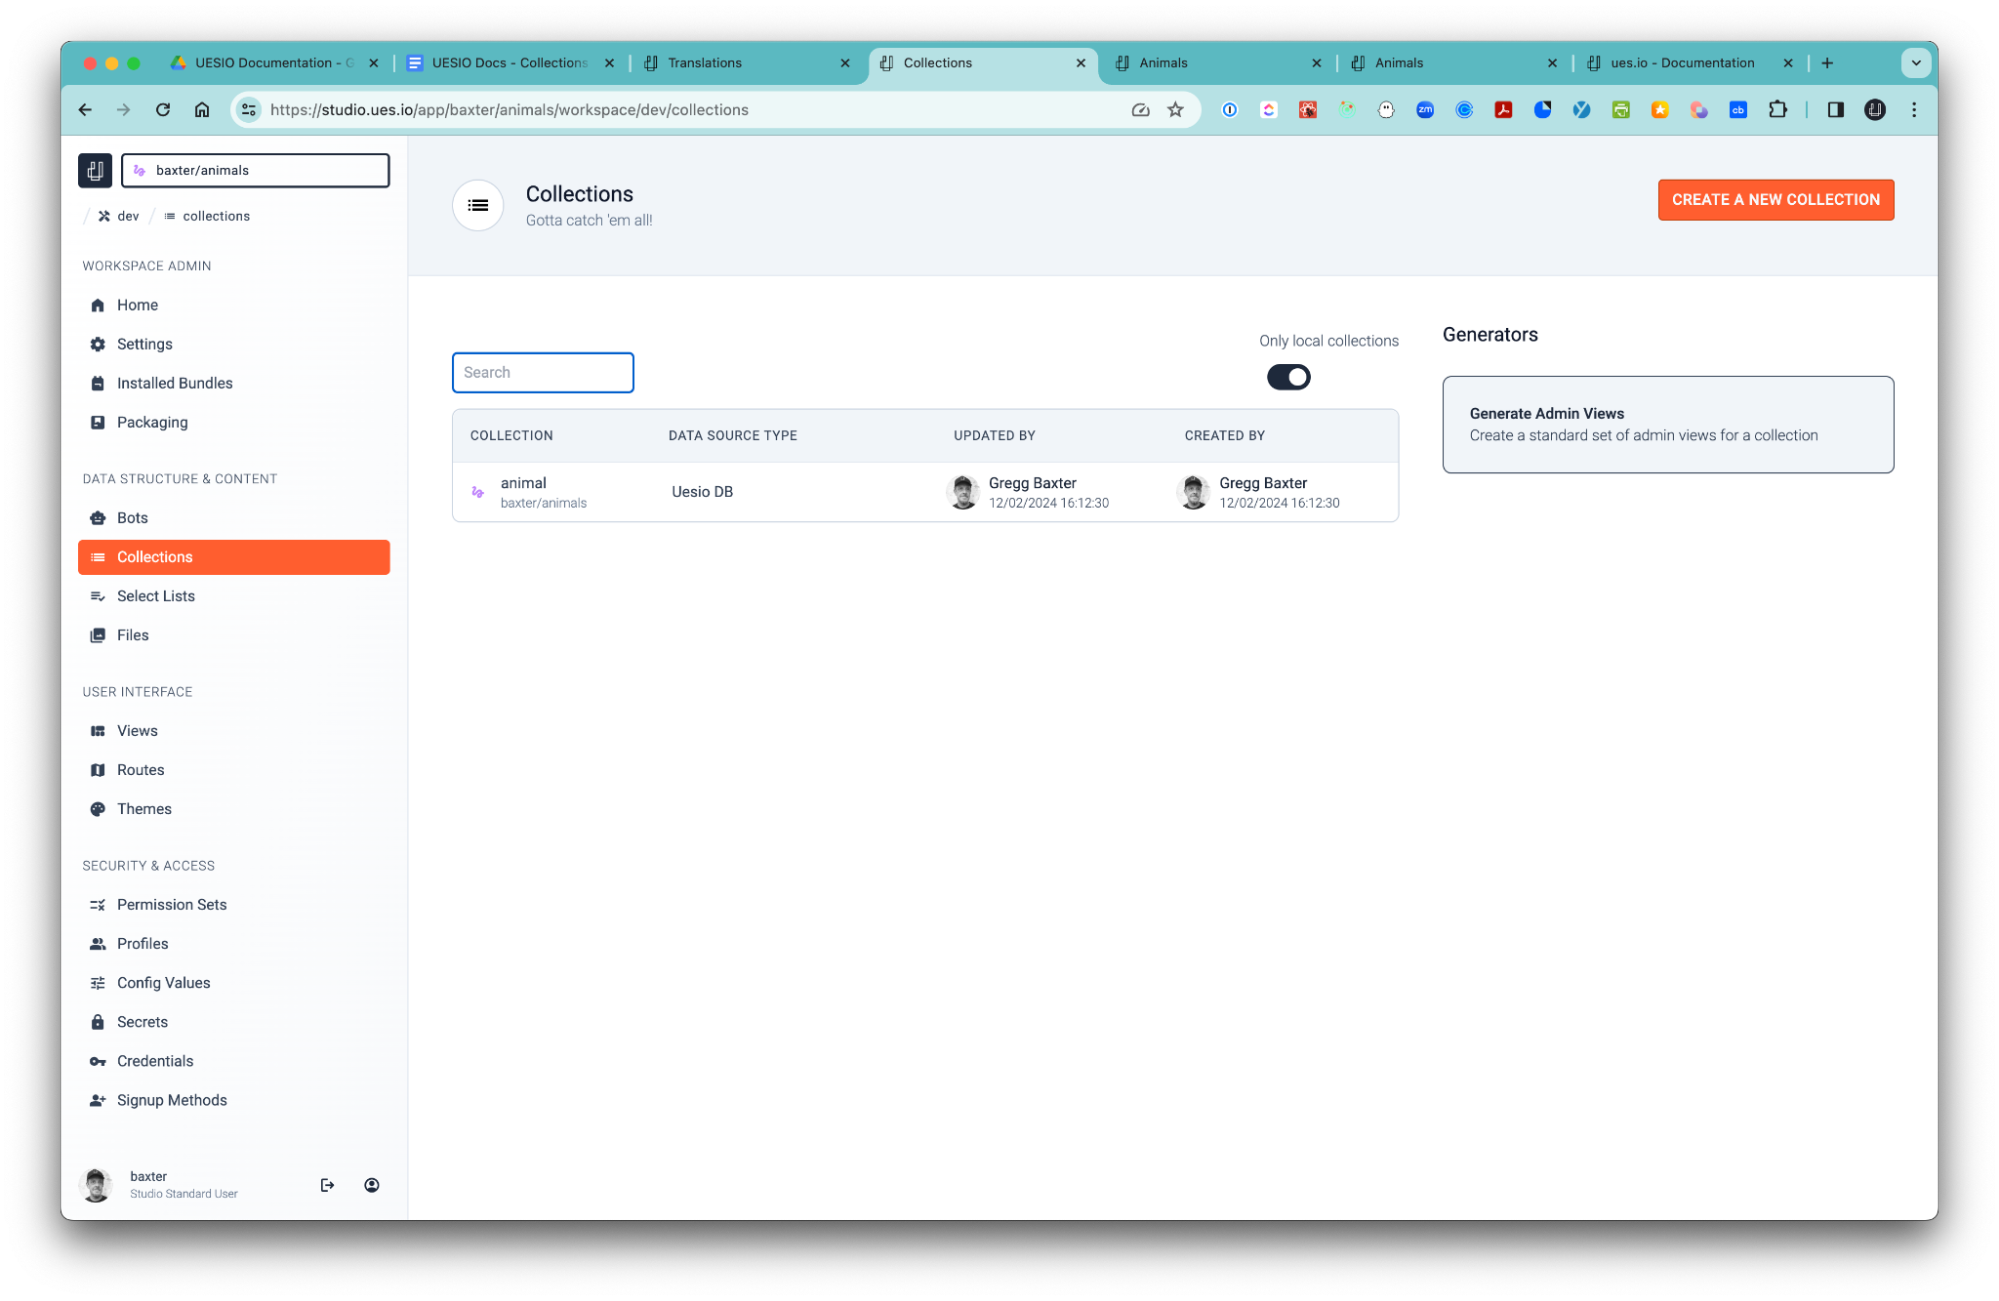 UESIO Documentation - G
UESIO Docs - Collections
Translations
Collections
Animals
Animals
ues.io - Documentation
https://studio.ues.io/app/baxter/animals/workspace/dev/collections
zm
cb
baxter/animals
/ dev / collections
WORKSPACE ADMIN
Home
Settings
Installed Bundles
Packaging
DATA STRUCTURE & CONTENT
Bots
Collections
Select Lists
Files
USER INTERFACE
Views
Routes
Themes
SECURITY & ACCESS
Permission Sets
Profiles
Config Values
Secrets
Credentials
Signup Methods
baxter
Studio Standard User
Collections
Gotta catch 'em all!
CREATE A NEW COLLECTION
Search
Only local collections
COLLECTION DATA SOURCE TYPE UPDATED BY CREATED BY
animal
baxter/animals
Uesio DB
Gregg Baxter
12/02/2024 16:12:30
Gregg Baxter
12/02/2024 16:12:30
Generators
Generate Admin Views
Create a standard set of admin views for a collection